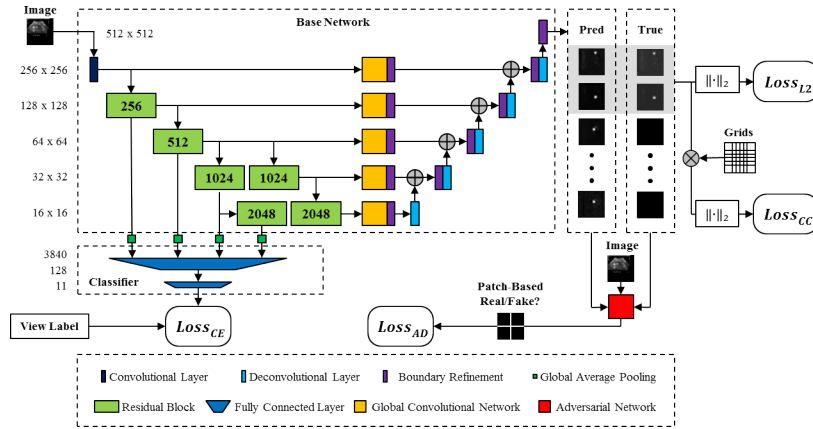 Image
Base Network
512 x 512
256 x 256
128 x 128
64 x 64
32 x 32
16 x 16
256
512
1024
1024
2048
2048
Pred
True
||·||₂
Loss_L2
Grids
||·||₂
Loss_CC
3840
128
11
Classifier
Image
Patch-Based
Real/Fake?
View Label
Loss_CE
Loss_AD
Convolutional Layer
Deconvolutional Layer
Boundary Refinement
Global Average Pooling
Residual Block
Fully Connected Layer
Global Convolutional Network
Adversarial Network